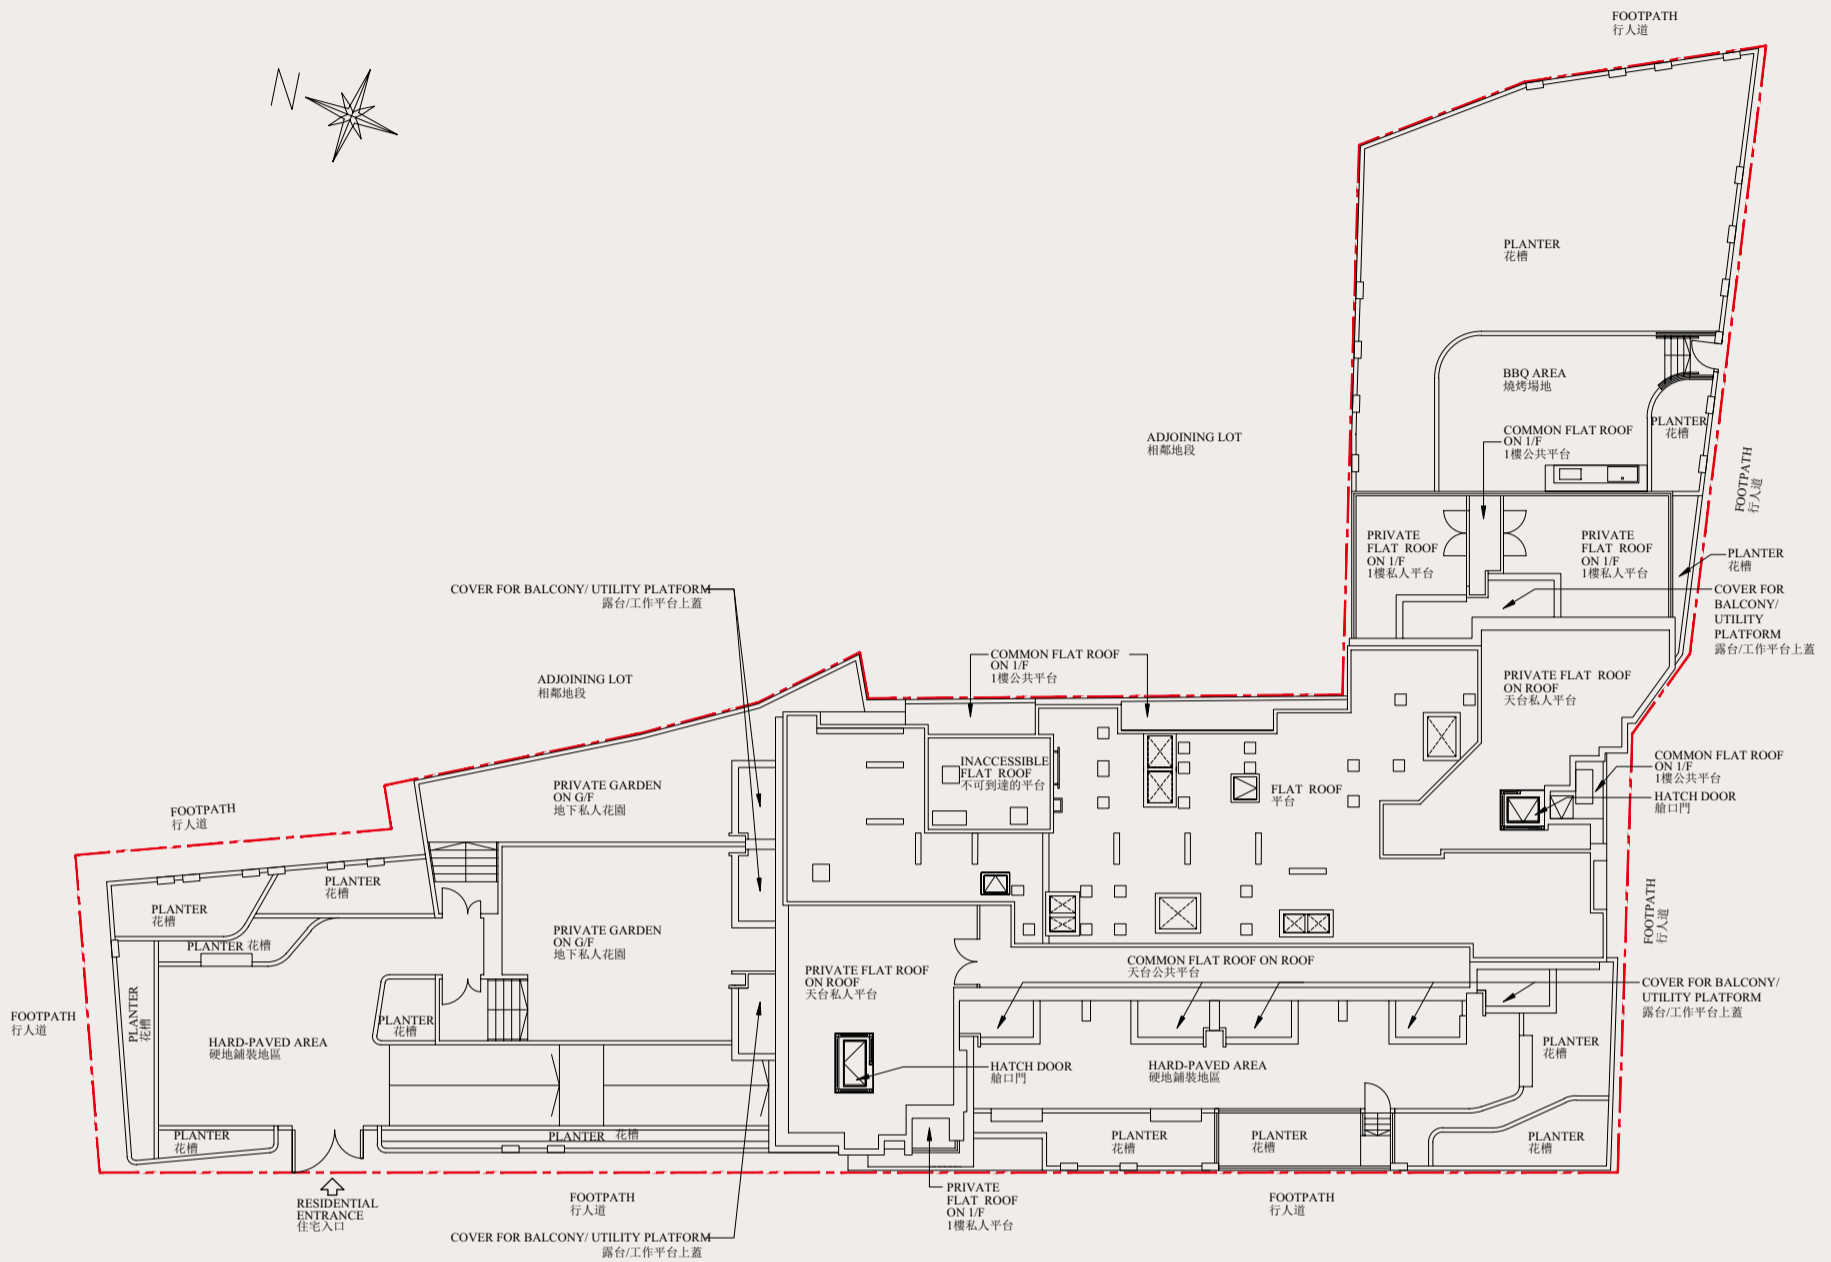 FOOTPATH
行人道
N
PLANTER
花槽
BBQ AREA
燒烤場地
PLANTER
花槽
COMMON FLAT ROOF
ON 1/F
1樓公共平台
ADJOINING LOT
相鄰地段
FOOTPATH
行人道
PRIVATE
FLAT ROOF
ON 1/F
1樓私人平台
PRIVATE
FLAT ROOF
ON 1/F
1樓私人平台
PLANTER
花槽
COVER FOR
BALCONY/
UTILITY
PLATFORM
露台/工作平台上蓋
COVER FOR BALCONY/ UTILITY PLATFORM
露台/工作平台上蓋
COMMON FLAT ROOF
ON 1/F
1樓公共平台
ADJOINING LOT
相鄰地段
PRIVATE FLAT ROOF
ON ROOF
天台私人平台
COMMON FLAT ROOF
ON 1/F
1樓公共平台
INACCESSIBLE
FLAT ROOF
不可到達的平台
FLAT ROOF
平台
HATCH DOOR
艙口門
PRIVATE GARDEN
ON G/F
地下私人花園
FOOTPATH
行人道
PLANTER
花槽
PLANTER
花槽
PLANTER 花槽
PRIVATE GARDEN
ON G/F
地下私人花園
FOOTPATH
行人道
PRIVATE FLAT ROOF
ON ROOF
天台私人平台
COMMON FLAT ROOF ON ROOF
天台公共平台
COVER FOR BALCONY/
UTILITY PLATFORM
露台/工作平台上蓋
FOOTPATH
行人道
PLANTER
花槽
PLANTER
花槽
HARD-PAVED AREA
硬地鋪裝地區
HATCH DOOR
艙口門
HARD-PAVED AREA
硬地鋪裝地區
PLANTER
花槽
PLANTER
花槽
PLANTER 花槽
PLANTER
花槽
PLANTER
花槽
PLANTER
花槽
RESIDENTIAL
ENTRANCE
住宅入口
FOOTPATH
行人道
PRIVATE
FLAT ROOF
ON 1/F
1樓私人平台
FOOTPATH
行人道
COVER FOR BALCONY/ UTILITY PLATFORM
露台/工作平台上蓋